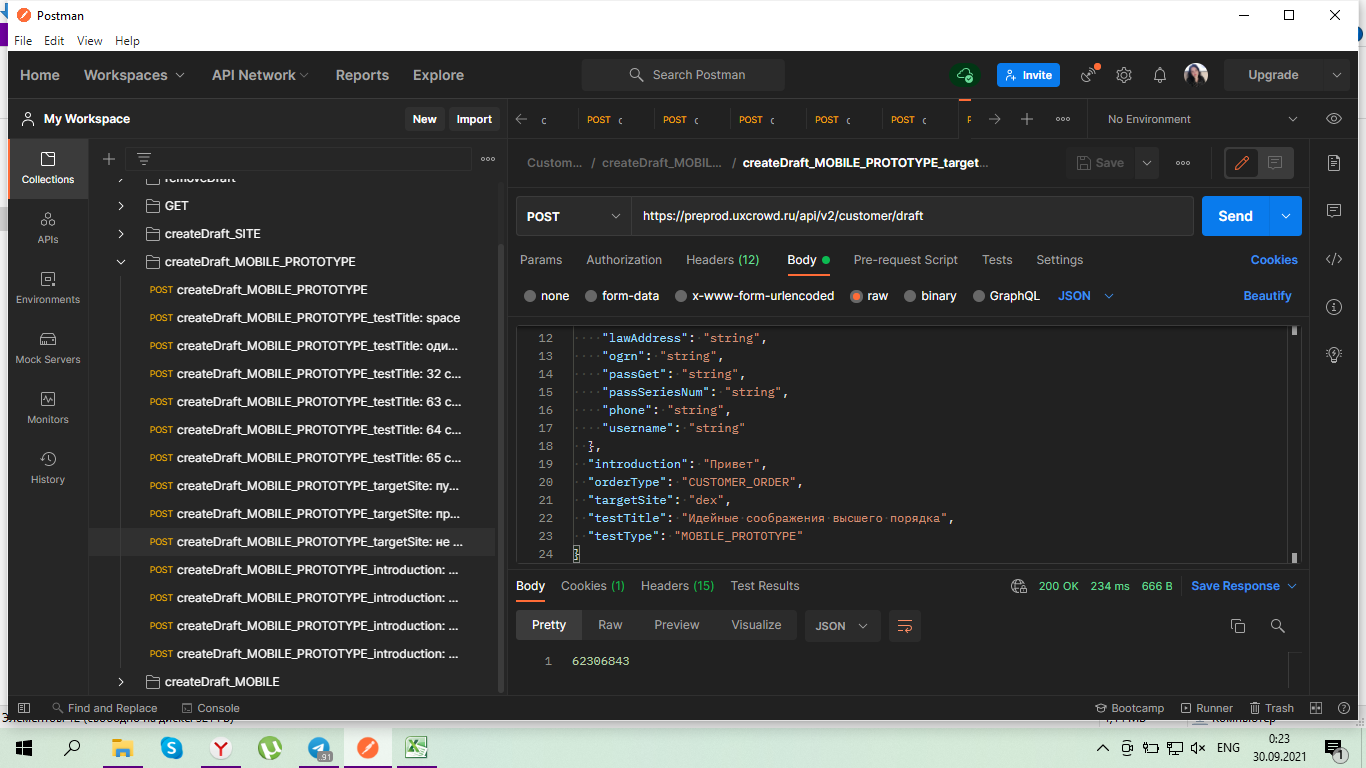 Postman
File Edit View Help
Home Workspaces API Network Reports Explore Search Postman Invite Upgrade
My Workspace New Import
POST POST POST POST POST No Environment
Collections
APIs
Environments
Mock Servers
Monitors
History
removeDraft
GET
createDraft_SITE
createDraft_MOBILE_PROTOTYPE
POST createDraft_MOBILE_PROTOTYPE
POST createDraft_MOBILE_PROTOTYPE_testTitle: space
POST createDraft_MOBILE_PROTOTYPE_testTitle: оди...
POST createDraft_MOBILE_PROTOTYPE_testTitle: 32 с...
POST createDraft_MOBILE_PROTOTYPE_testTitle: 63 с...
POST createDraft_MOBILE_PROTOTYPE_testTitle: 64 с...
POST createDraft_MOBILE_PROTOTYPE_testTitle: 65 с...
POST createDraft_MOBILE_PROTOTYPE_targetSite: пу...
POST createDraft_MOBILE_PROTOTYPE_targetSite: пр...
POST createDraft_MOBILE_PROTOTYPE_targetSite: не ...
POST createDraft_MOBILE_PROTOTYPE_introduction: ...
POST createDraft_MOBILE_PROTOTYPE_introduction: ...
POST createDraft_MOBILE_PROTOTYPE_introduction: ...
POST createDraft_MOBILE_PROTOTYPE_introduction: ...
createDraft_MOBILE
Custom... / createDraft_MOBIL... / createDraft_MOBILE_PROTOTYPE_target... Save
POST https://preprod.uxcrowd.ru/api/v2/customer/draft Send
Params Authorization Headers (12) Body Pre-request Script Tests Settings Cookies
none form-data x-www-form-urlencoded raw binary GraphQL JSON Beautify
12 "lawAddress": "string",
13 "ogrn": "string",
14 "passGet": "string",
15 "passSeriesNum": "string",
16 "phone": "string",
17 "username": "string"
18 },
19 "introduction": "Привет",
20 "orderType": "CUSTOMER_ORDER",
21 "targetSite": "dex",
22 "testTitle": "Идейные соображения высшего порядка",
23 "testType": "MOBILE_PROTOTYPE"
24 }
Body Cookies (1) Headers (15) Test Results 200 OK 234 ms 666 B Save Response
Pretty Raw Preview Visualize JSON
1 62306843
Find and Replace Console Bootcamp Runner Trash
91 ENG 0:23
30.09.2021 1